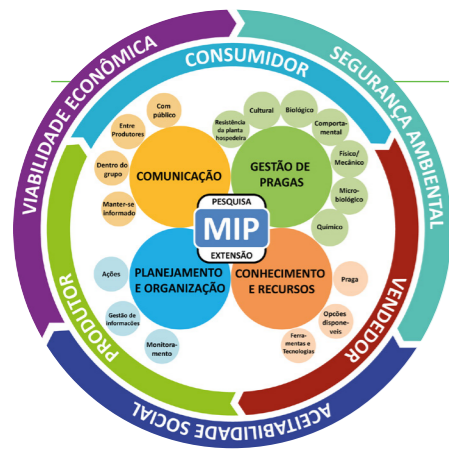 VIABILIDADE ECONÔMICA
SEGURANÇA AMBIENTAL
CONSUMIDOR
Com
público
Entre
Produtores
Dentro do
grupo
Manter-se
informado
COMUNICAÇÃO
Resistência
da planta
hospedeira
Cultural
Biológico
Comporta-
mental
Físico/
Mecânico
Micro-
biológico
Químico
GESTÃO DE
PRAGAS
PESQUISA
MIP
EXTENSÃO
PLANEJAMENTO
E ORGANIZAÇÃO
Ações
Gestão de
informacões
Monitora-
mento
CONHECIMENTO
E RECURSOS
Praga
Opções
dispone-
veis
Ferra-
mentas e
Tecnologias
PRODUTOR
VENDEDOR
ACEITABILIDADE SOCIAL